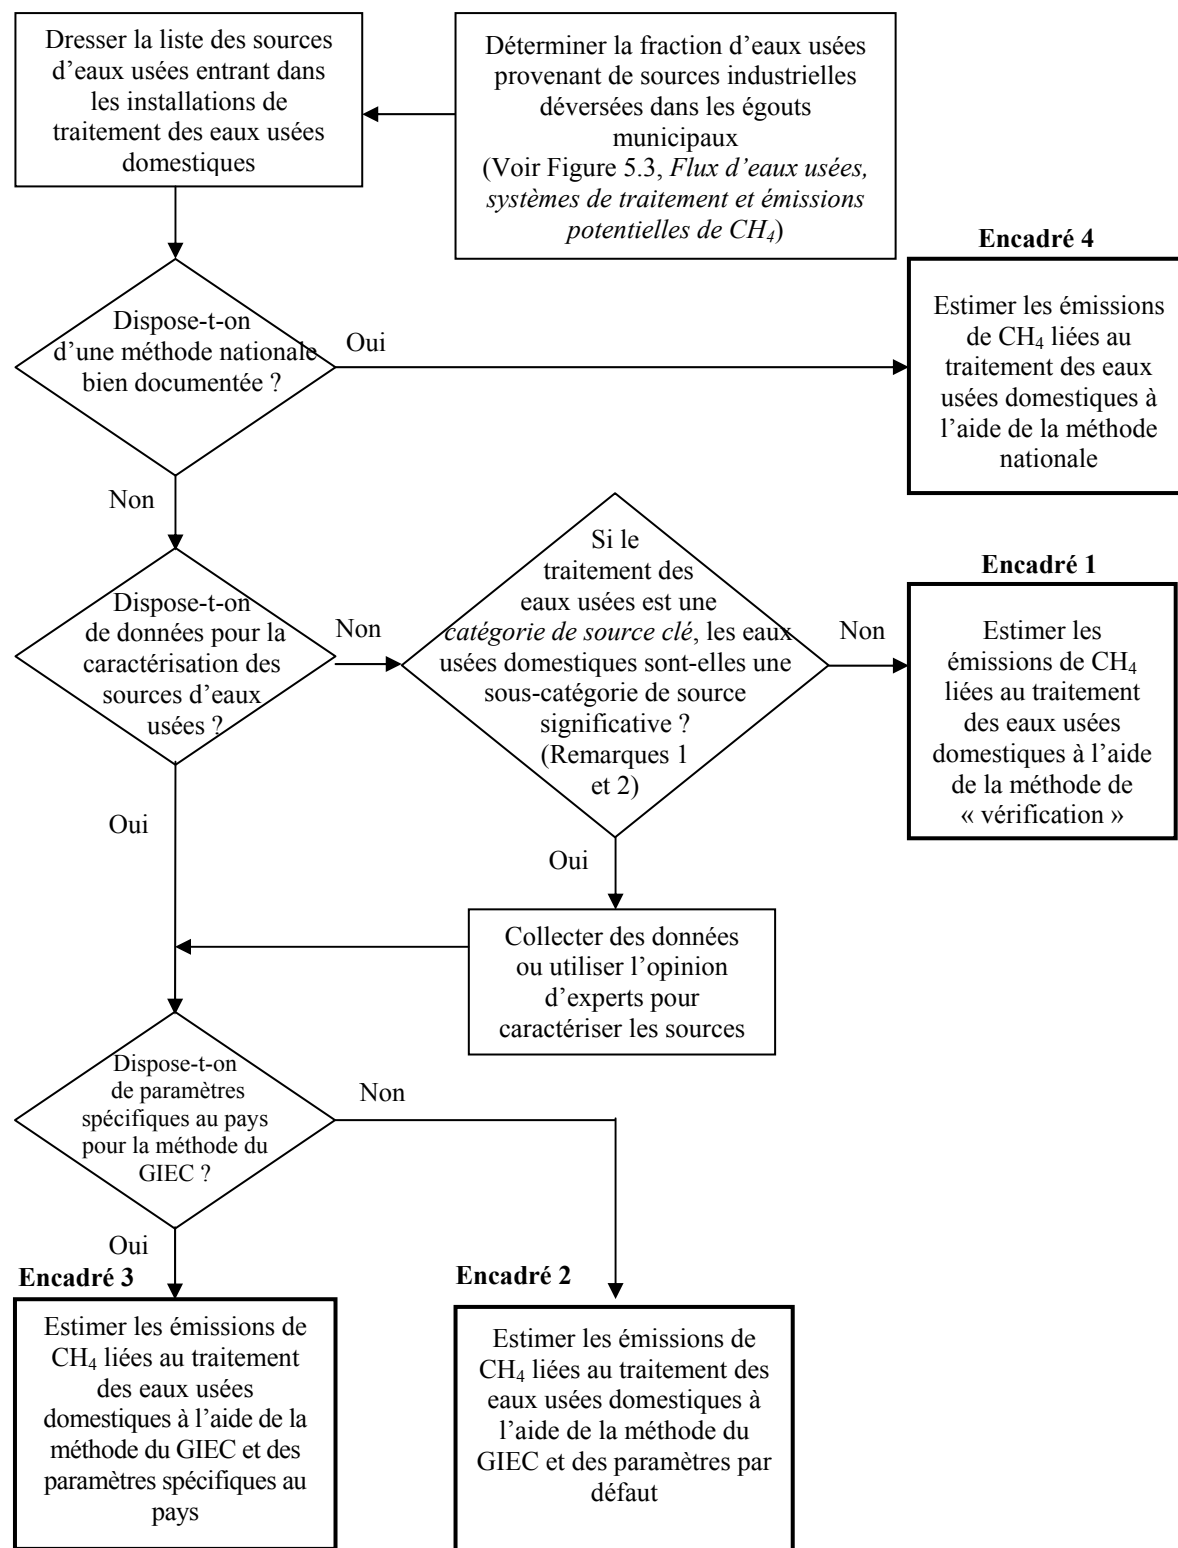 Dresser la liste des sources
d’eaux usées entrant dans
les installations de
traitement des eaux usées
domestiques
Déterminer la fraction d’eaux usées
provenant de sources industrielles
déversées dans les égouts
municipaux
(Voir Figure 5.3, Flux d’eaux usées,
systèmes de traitement et émissions
potentielles de CH₄)
Encadré 4
Estimer les émissions
de CH₄ liées au
traitement des eaux
usées domestiques à
l’aide de la méthode
nationale
Dispose-t-on
d’une méthode nationale
bien documentée ?
Oui
Non
Dispose-t-on
de données pour la
caractérisation des
sources d’eaux
usées ?
Non
Si le
traitement des
eaux usées est une
catégorie de source clé, les eaux
usées domestiques sont-elles une
sous-catégorie de source
significative ?
(Remarques 1
et 2)
Non
Encadré 1
Estimer les
émissions de CH₄
liées au traitement
des eaux usées
domestiques à l’aide
de la méthode de
« vérification »
Oui
Oui
Collecter des données
ou utiliser l’opinion
d’experts pour
caractériser les sources
Dispose-t-on
de paramètres
spécifiques au pays
pour la méthode du
GIEC ?
Non
Oui
Encadré 3
Estimer les émissions de
CH₄ liées au traitement
des eaux usées
domestiques à l’aide de la
méthode du GIEC et des
paramètres spécifiques au
pays
Encadré 2
Estimer les émissions de
CH₄ liées au traitement des
eaux usées domestiques à
l’aide de la méthode du
GIEC et des paramètres par
défaut